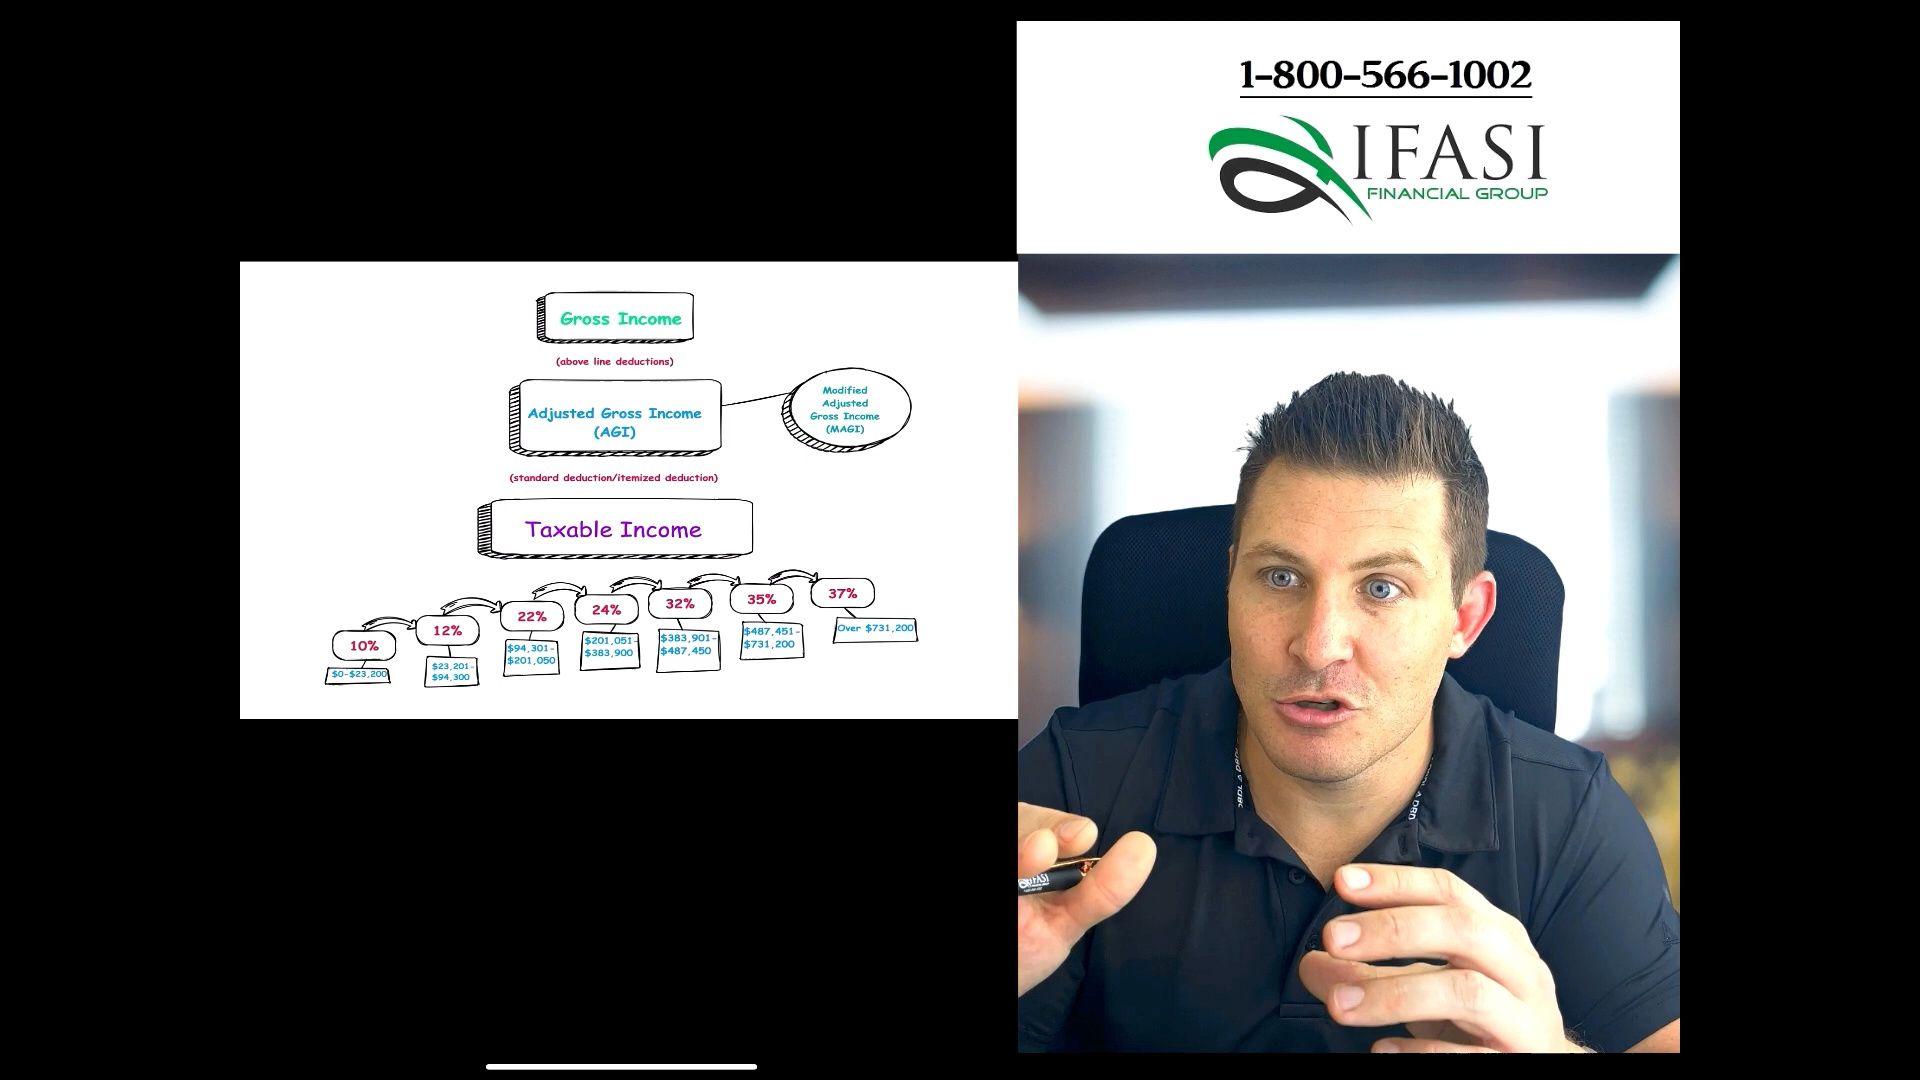 1-800-566-1002
IFASI
FINANCIAL GROUP
Gross Income
(above line deductions)
Adjusted Gross Income
(AGI)
Modified
Adjusted
Gross Income
(MAGI)
(standard deduction/itemized deduction)
Taxable Income
10%
12%
22%
24%
32%
35%
37%
$0-$23,200
$23,201-
$94,300
$94,301-
$201,050
$201,051-
$383,900
$383,901-
$487,450
$487,451-
$731,200
Over $731,200
IFASI